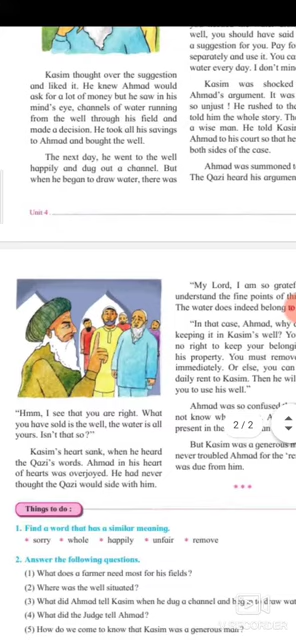 Kasim thought over the suggestion
and liked it. He knew Ahmad would
ask for a lot of money but he saw in his
mind's eye, channels of water running
from the well through his field and
made a decision. He took all his savings
to Ahmad and bought the well.
The next day, he went to the well
happily and dug out a channel. But
when he began to draw water, there was
well, you should have said
a suggestion for you. Pay fo
separately and use it. You ca
water every day. I don't min
Kasim was shocked
Ahmad's argument. It was
so unjust ! He rushed to the
told him the whole story. The
a wise man. He told Kasi
Ahmad to his court so that he
both sides of the case.
Ahmad was summoned t
The Qazi heard his argumen
Unit 4
"Hmm, I see that you are right. What
you have sold is the well, the water is all
yours. Isn't that so?"
Kasim's heart sank, when he heard
the Qazi's words. Ahmad in his heart
of hearts was overjoyed. He had never
thought the Qazi would side with him.
"My Lord, I am so gratef
understand the fine points of thi
The water does indeed belong to
"In that case, Ahmad, why
keeping it in Kasim's well? Yo
no right to keep your belongi
his property. You must remov
immediately. Or else, you can
daily rent to Kasim. Then he wil
you to use his well."
Ahmad was so confused
not know wh
present in the
2 / 2
But Kasim was a generous m
never troubled Ahmad for the 're
was due from him.
* * *
Things to do :
1. Find a word that has a similar meaning.
* sorry * whole * happily * unfair * remove
2. Answer the following questions.
(1) What does a farmer need most for his fields ?
(2) Where was the well situated?
(3) What did Ahmad tell Kasim when he dug a channel and draw wat
(4) What did the Judge tell Ahmad?
(5) How do we come to know that Kasim was a generous man?
RECORDER